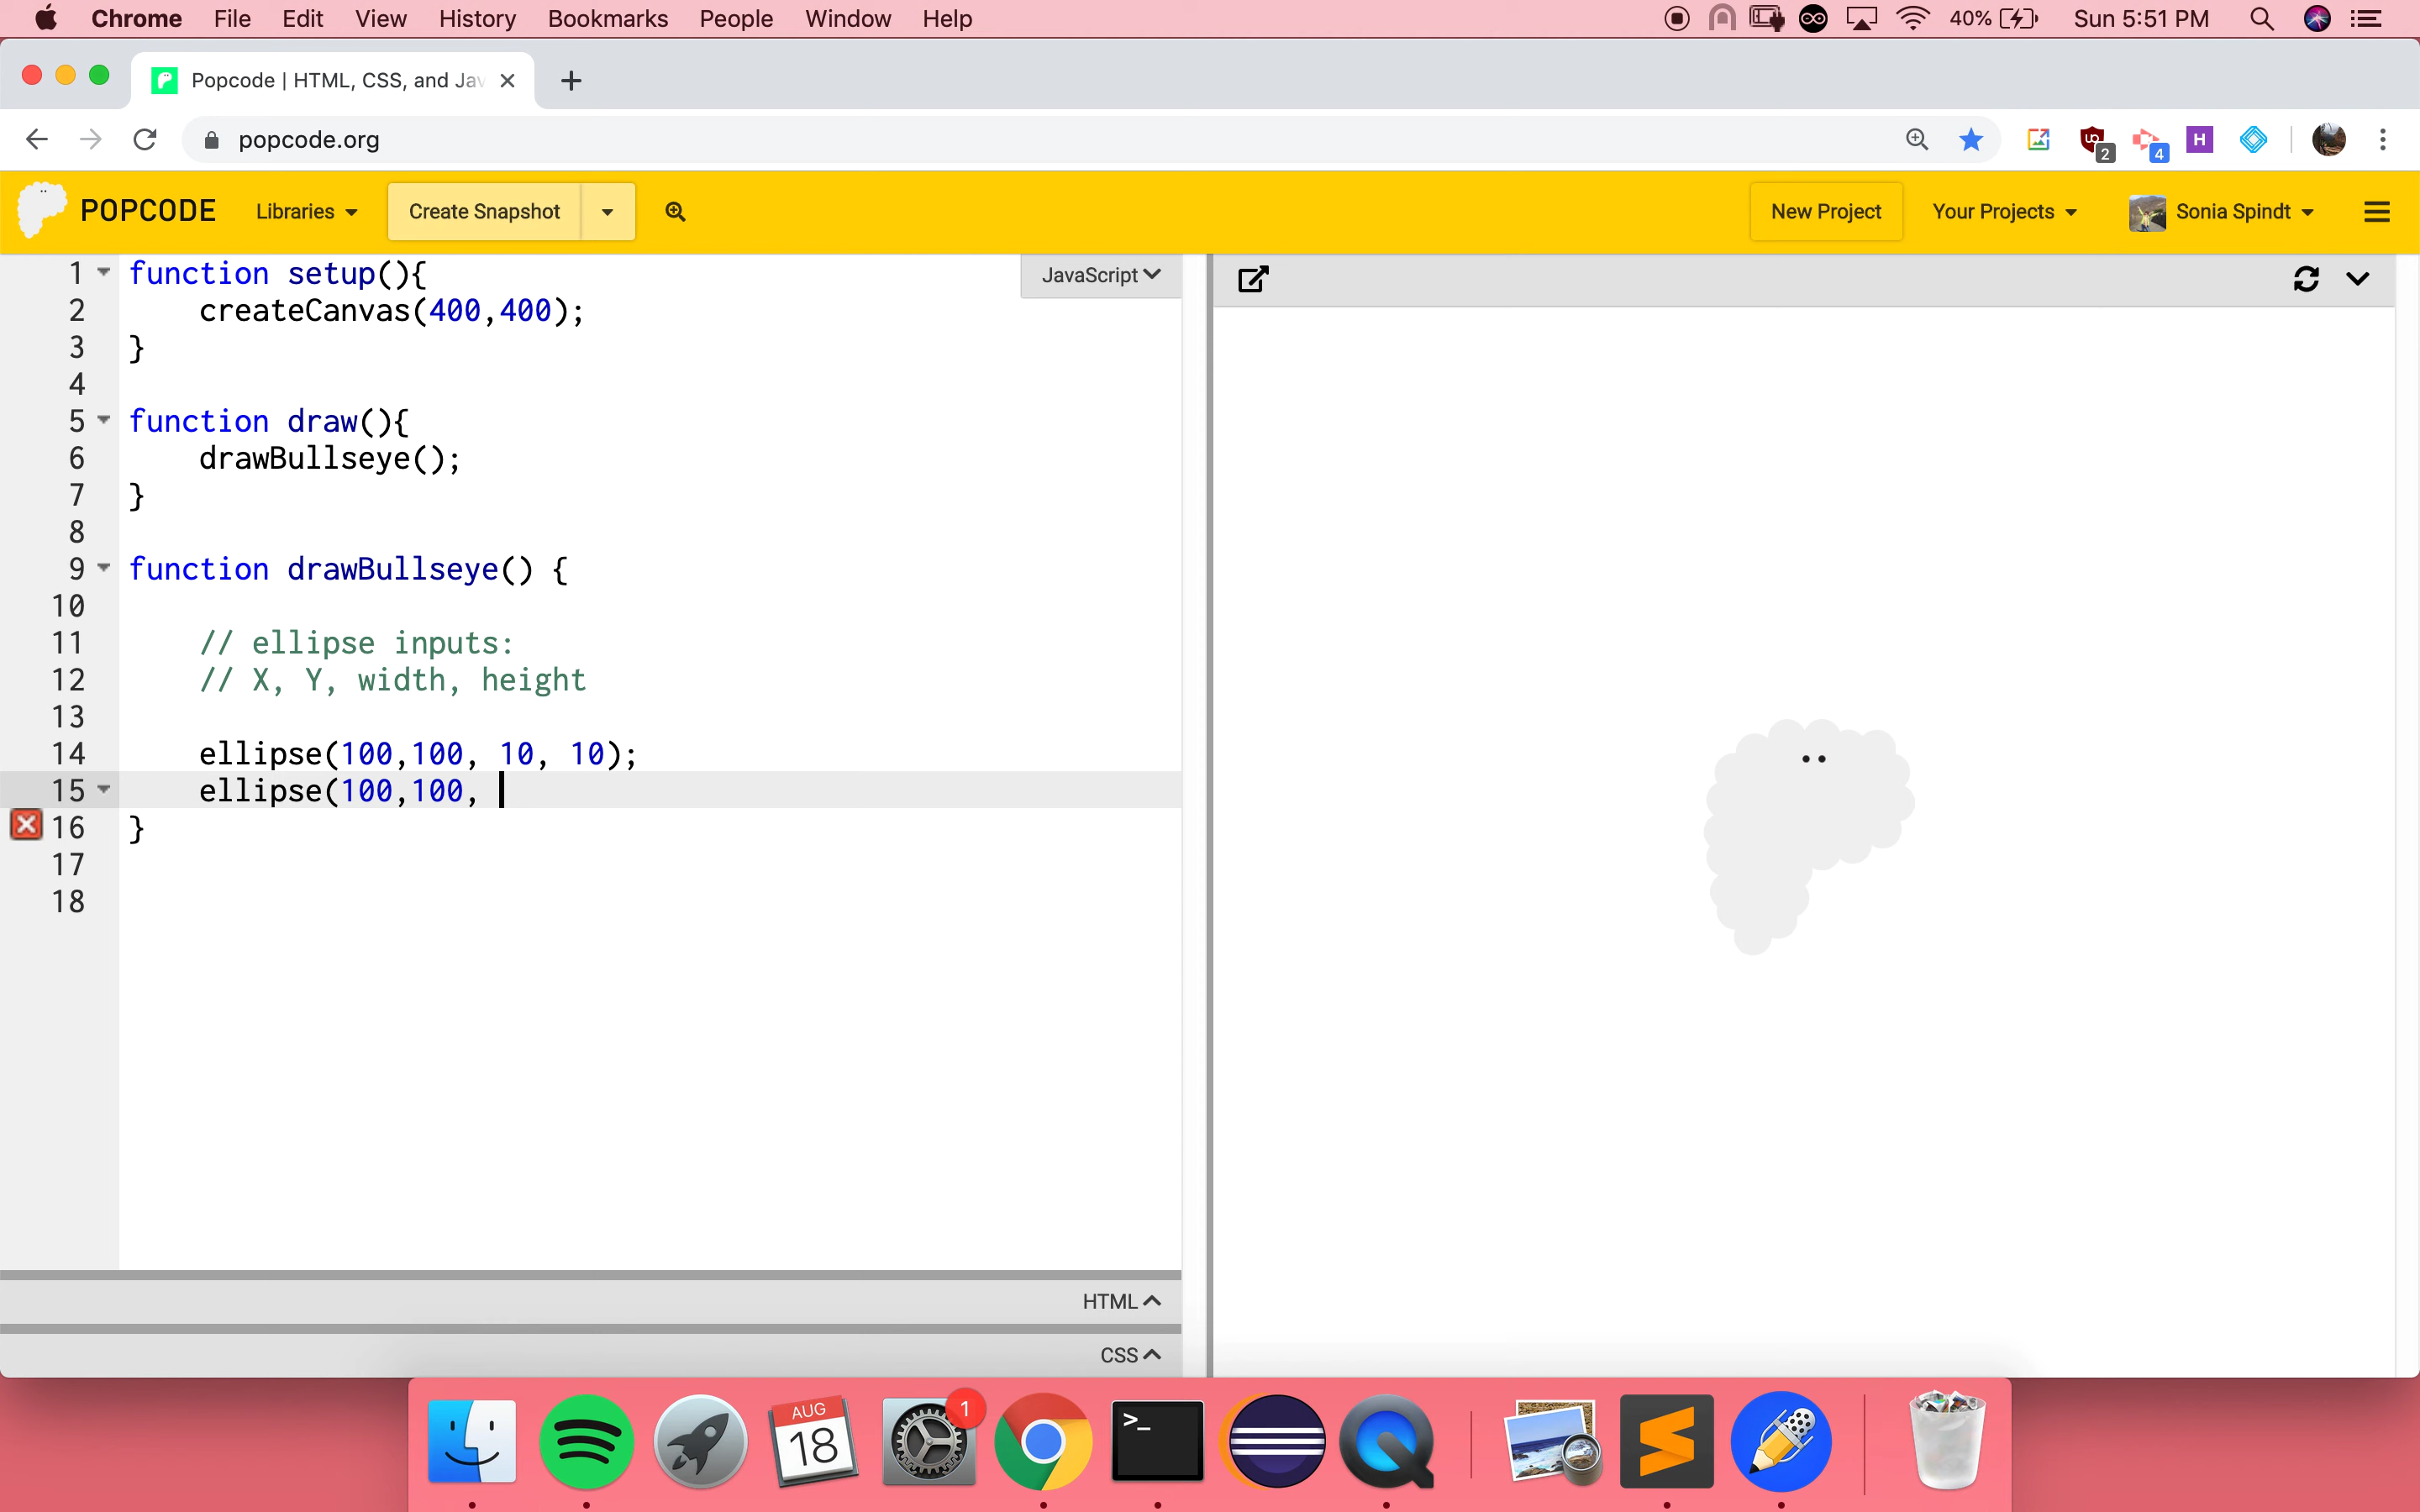 Chrome File Edit View History Bookmarks People Window Help 40% Sun 5:51 PM
Popcode | HTML, CSS, and Jav
popcode.org 2 4 H
POPCODE Libraries Create Snapshot New Project Your Projects Sonia Spindt
JavaScript
1 function setup(){
2 createCanvas(400,400);
3 }
4
5 function draw(){
6 drawBullseye();
7 }
8
9 function drawBullseye() {
10
11 // ellipse inputs:
12 // X, Y, width, height
13
14 ellipse(100,100, 10, 10);
15 ellipse(100,100,
16 }
17
18
HTML
CSS
AUG
18
1
>_